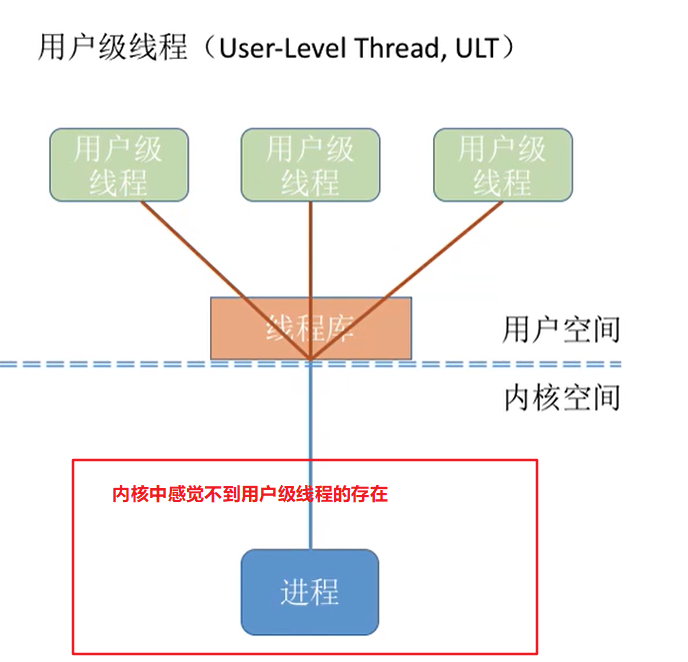 用户级线程（User-Level Thread, ULT）
用户级
线程
用户级
线程
用户级
线程
线程库
用户空间
内核空间
内核中感觉不到用户级线程的存在
进程